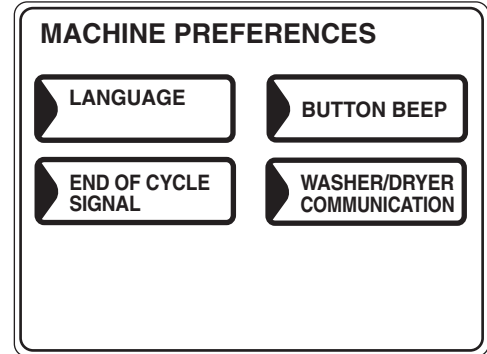 MACHINE PREFERENCES
LANGUAGE
BUTTON BEEP
END OF CYCLE
SIGNAL
WASHER/DRYER
COMMUNICATION